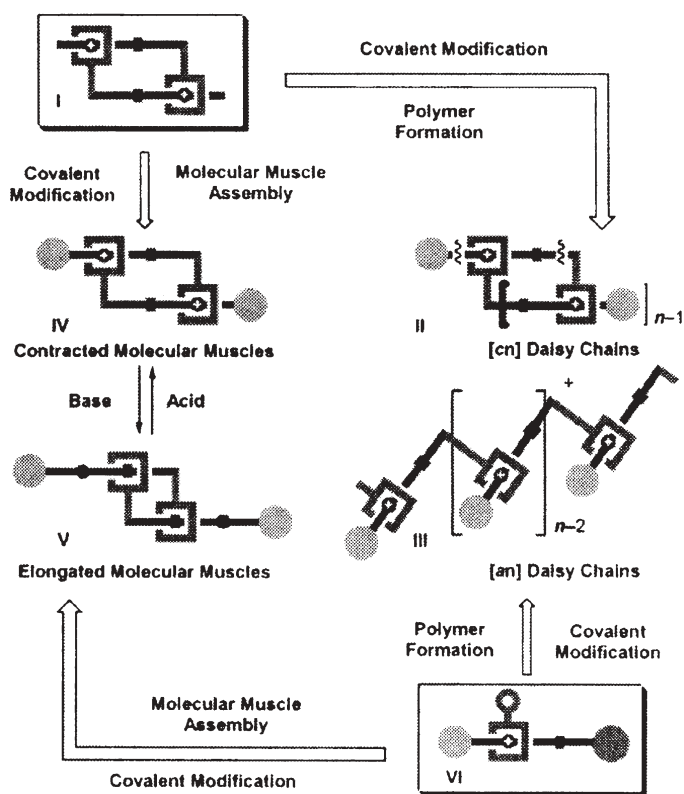 Covalent Modification
I
Polymer
Formation
Covalent
Modification
Molecular Muscle
Assembly
IV
Contracted Molecular Muscles
II
n–1
[cn] Daisy Chains
Base
Acid
+
V
Elongated Molecular Muscles
III
n–2
[an] Daisy Chains
Polymer
Formation
Covalent
Modification
Molecular Muscle
Assembly
Covalent Modification
VI